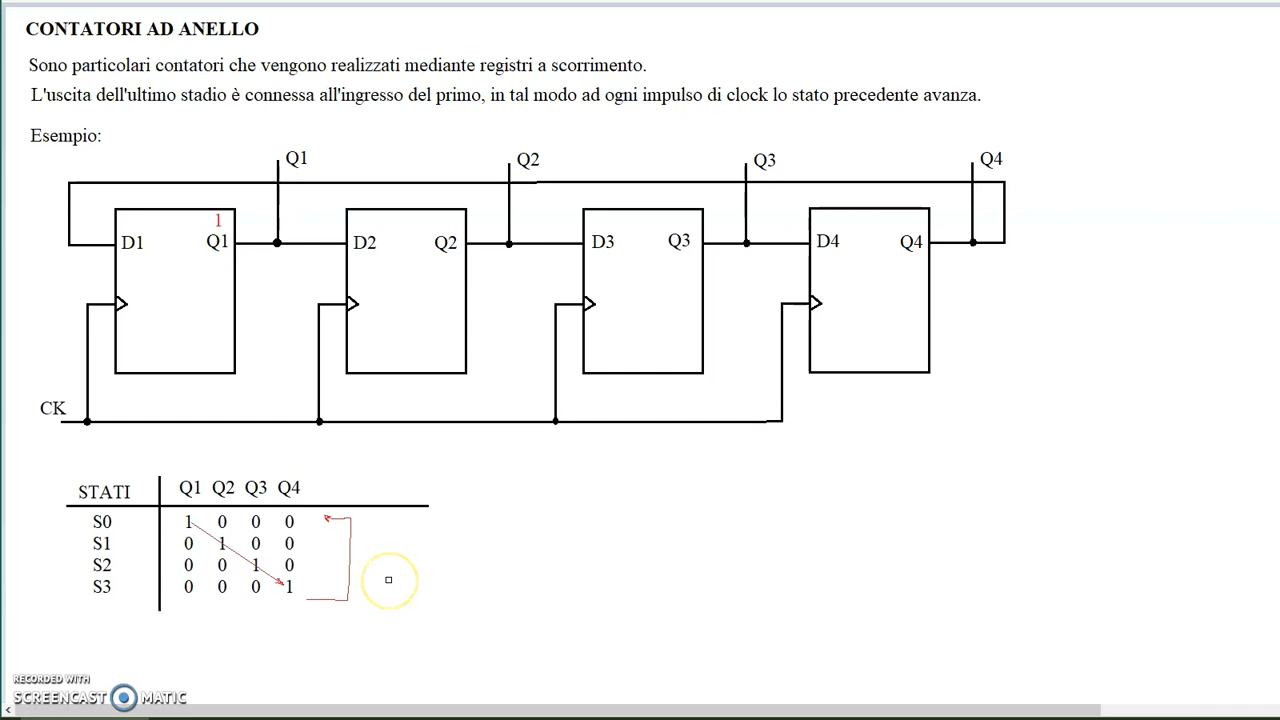 CONTATORI AD ANELLO
Sono particolari contatori che vengono realizzati mediante registri a scorrimento.
L'uscita dell'ultimo stadio è connessa all'ingresso del primo, in tal modo ad ogni impulso di clock lo stato precedente avanza.
Esempio:
Q1 Q2 Q3 Q4
1
D1 Q1 D2 Q2 D3 Q3 D4 Q4
CK
STATI Q1 Q2 Q3 Q4
S0 1 0 0 0
S1 0 1 0 0
S2 0 0 1 0
S3 0 0 0 1
RECORDED WITH
SCREENCAST MATIC